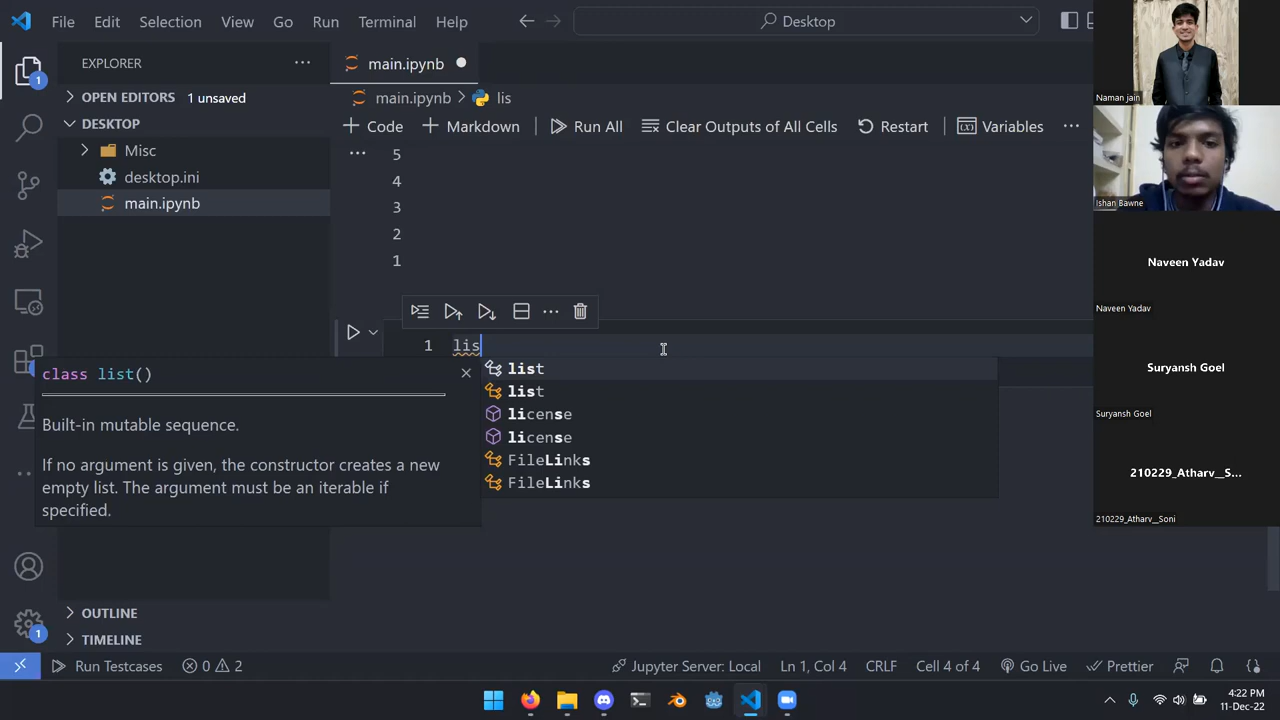 File Edit Selection View Go Run Terminal Help
Desktop
EXPLORER
OPEN EDITORS 1 unsaved
DESKTOP
Misc
desktop.ini
main.ipynb
OUTLINE
TIMELINE
main.ipynb
main.ipynb lis
Code Markdown Run All Clear Outputs of All Cells Restart Variables
5
4
3
2
1
1 lis
list
list
license
license
FileLinks
FileLinks
class list()
Built-in mutable sequence.
If no argument is given, the constructor creates a new
empty list. The argument must be an iterable if
specified.
1
1
Naman jain
Ishan Bawne
Naveen Yadav
Naveen Yadav
Suryansh Goel
Suryansh Goel
210229_Atharv__S...
210229_Atharv__Soni
Run Testcases 0 2 Jupyter Server: Local Ln 1, Col 4 CRLF Cell 4 of 4 Go Live Prettier
4:22 PM
11-Dec-22